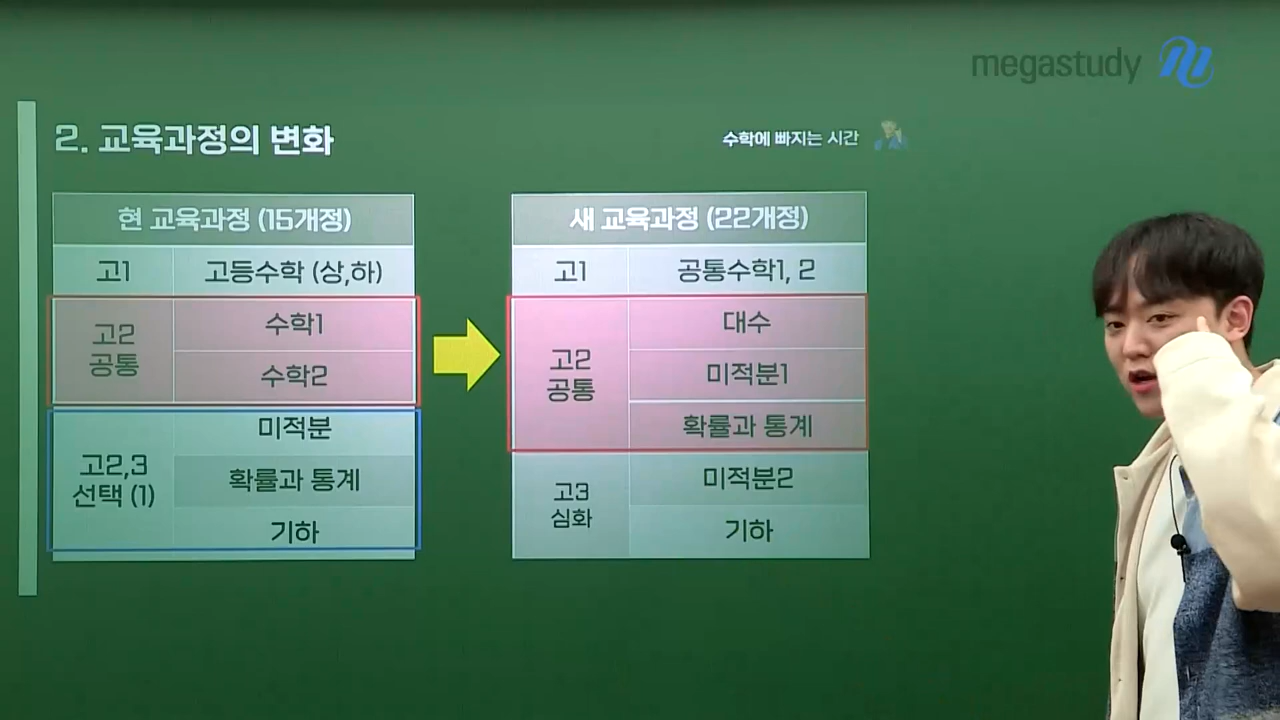 megastudy
2. 교육과정의 변화
수학에 빠지는 시간
현 교육과정 (15개정)
고1
고등수학 (상,하)
고2
공통
수학1
수학2
고2,3
선택 (1)
미적분
확률과 통계
기하
새 교육과정 (22개정)
고1
공통수학1, 2
고2
공통
대수
미적분1
확률과 통계
고3
심화
미적분2
기하